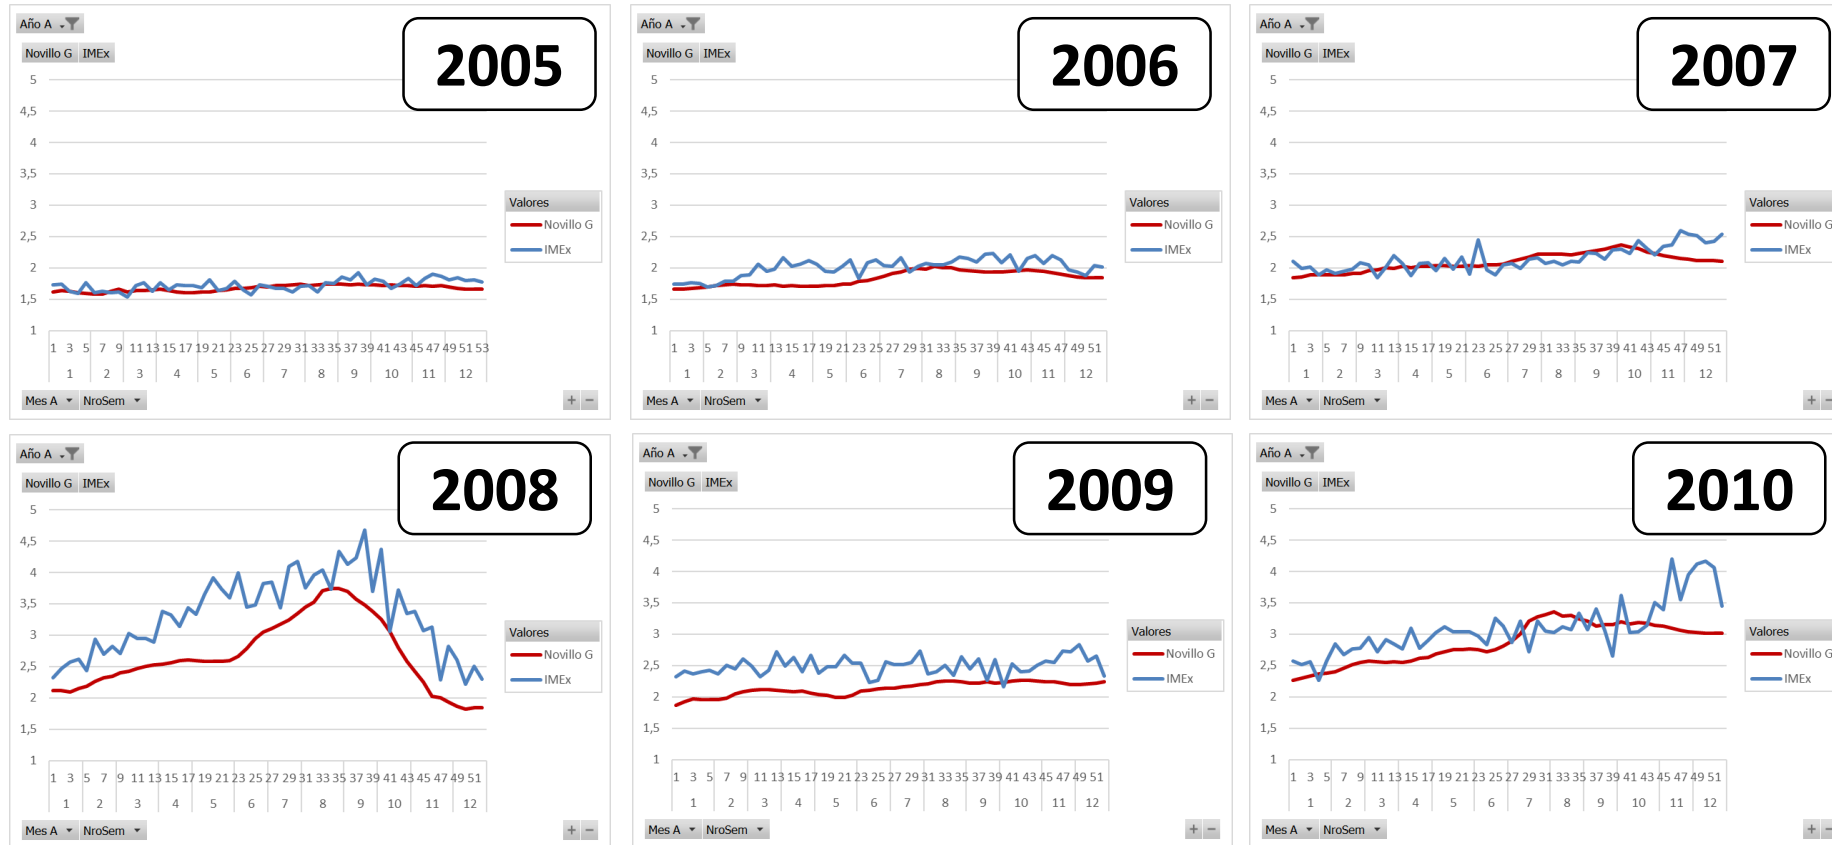 Año A
2005
Novillo G IMEx
5
4,5
4
3,5
3
2,5
2
1,5
1
1 3 5 7 9 11 13 15 17 19 21 23 25 27 29 31 33 35 37 39 41 43 45 47 49 51 53
1 2 3 4 5 6 7 8 9 10 11 12
Valores
Novillo G
IMEx
Mes A NroSem + −
Año A
2006
Novillo G IMEx
5
4,5
4
3,5
3
2,5
2
1,5
1
1 3 5 7 9 11 13 15 17 19 21 23 25 27 29 31 33 35 37 39 41 43 45 47 49 51
1 2 3 4 5 6 7 8 9 10 11 12
Valores
Novillo G
IMEx
Mes A NroSem + −
Año A
2007
Novillo G IMEx
5
4,5
4
3,5
3
2,5
2
1,5
1
1 3 5 7 9 11 13 15 17 19 21 23 25 27 29 31 33 35 37 39 41 43 45 47 49 51
1 2 3 4 5 6 7 8 9 10 11 12
Valores
Novillo G
IMEx
Mes A NroSem + −
Año A
2008
Novillo G IMEx
5
4,5
4
3,5
3
2,5
2
1,5
1
1 3 5 7 9 11 13 15 17 19 21 23 25 27 29 31 33 35 37 39 41 43 45 47 49 51
1 2 3 4 5 6 7 8 9 10 11 12
Valores
Novillo G
IMEx
Mes A NroSem + −
Año A
2009
Novillo G IMEx
5
4,5
4
3,5
3
2,5
2
1,5
1
1 3 5 7 9 11 13 15 17 19 21 23 25 27 29 31 33 35 37 39 41 43 45 47 49 51
1 2 3 4 5 6 7 8 9 10 11 12
Valores
Novillo G
IMEx
Mes A NroSem + −
Año A
2010
Novillo G IMEx
5
4,5
4
3,5
3
2,5
2
1,5
1
1 3 5 7 9 11 13 15 17 19 21 23 25 27 29 31 33 35 37 39 41 43 45 47 49 51
1 2 3 4 5 6 7 8 9 10 11 12
Valores
Novillo G
IMEx
Mes A NroSem + −